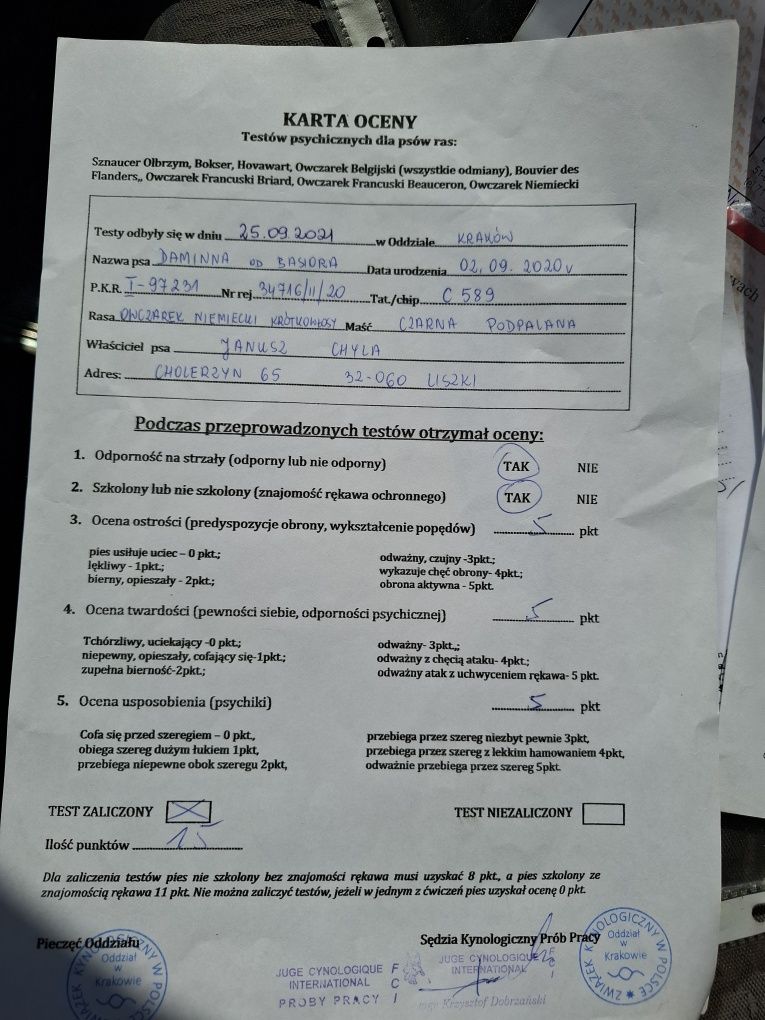 KARTA OCENY
Testów psychicznych dla psów ras:
Sznaucer Olbrzym, Bokser, Hovawart, Owczarek Belgijski (wszystkie odmiany), Bouvier des
Flanders,, Owczarek Francuski Briard, Owczarek Francuski Beauceron, Owczarek Niemiecki
Testy odbyły się w dniu 25.09.2021 w Oddziale KRAKÓW
Nazwa psa DAMINNA OD BASIORA Data urodzenia 02.09.2020
P.K.R. I-97231 Nr rej 34716/II/20 Tat./chip C 589
Rasa OWCZAREK NIEMIECKI KRÓTKOWŁOSY Maść CZARNA PODPALANA
Właściciel psa JANUSZ CHYLA
Adres: CHOLERZYN 65 32-060 LISZKI
Podczas przeprowadzonych testów otrzymał oceny:
1. Odporność na strzały (odporny lub nie odporny) TAK NIE
2. Szkolony lub nie szkolony (znajomość rękawa ochronnego) TAK NIE
3. Ocena ostrości (predyspozycje obrony, wykształcenie popędów) 5 pkt
pies usiłuje uciec – 0 pkt.; odważny, czujny -3pkt.;
lękliwy - 1pkt.; wykazuje chęć obrony- 4pkt.;
bierny, opieszały - 2pkt.; obrona aktywna - 5pkt.
4. Ocena twardości (pewności siebie, odporności psychicznej) 5 pkt
Tchórzliwy, uciekający -0 pkt.; odważny- 3pkt.,;
niepewny, opieszały, cofający się-1pkt.; odważny z chęcią ataku- 4pkt.;
zupełna bierność-2pkt.; odważny atak z uchwyceniem rękawa- 5 pkt.
5. Ocena usposobienia (psychiki) 5 pkt
Cofa się przed szeregiem – 0 pkt., przebiega przez szereg niezbyt pewnie 3pkt,
obiega szereg dużym łukiem 1pkt, przebiega przez szereg z lekkim hamowaniem 4pkt,
przebiega niepewne obok szeregu 2pkt, odważnie przebiega przez szereg 5pkt.
TEST ZALICZONY TEST NIEZALICZONY
Ilość punktów 15
Dla zaliczenia testów pies nie szkolony bez znajomości rękawa musi uzyskać 8 pkt., a pies szkolony ze
znajomością rękawa 11 pkt. Nie można zaliczyć testów, jeżeli w jednym z ćwiczeń pies uzyskał ocenę 0 pkt.
Pieczęć Oddziału Sędzia Kynologiczny Prób Pracy
ZWIĄZEK KYNOLOGICZNY W POLSCE
Oddział
w
Krakowie
JUGE CYNOLOGIQUE
INTERNATIONAL
PROBY PRACY
F
C
I
JUGE CYNOLOGIQUE
INTERNATIONAL
F
C
I
mgr Krzysztof Dobrzański
ZWIĄZEK KYNOLOGICZNY W POLSCE
Oddział
w
Krakowie